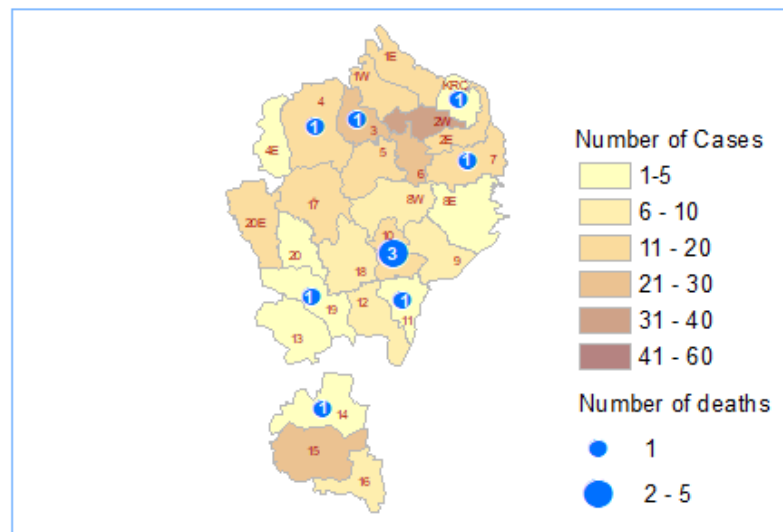 1E
1W
KRC
4
1
1
1
3
2W
2E
4E
5
1
7
6
17
8W
8E
20E
10
20
3
18
9
1
19
12
1
11
13
1
14
15
16
Number of Cases
1-5
6 - 10
11 - 20
21 - 30
31 - 40
41 - 60
Number of deaths
1
2 - 5